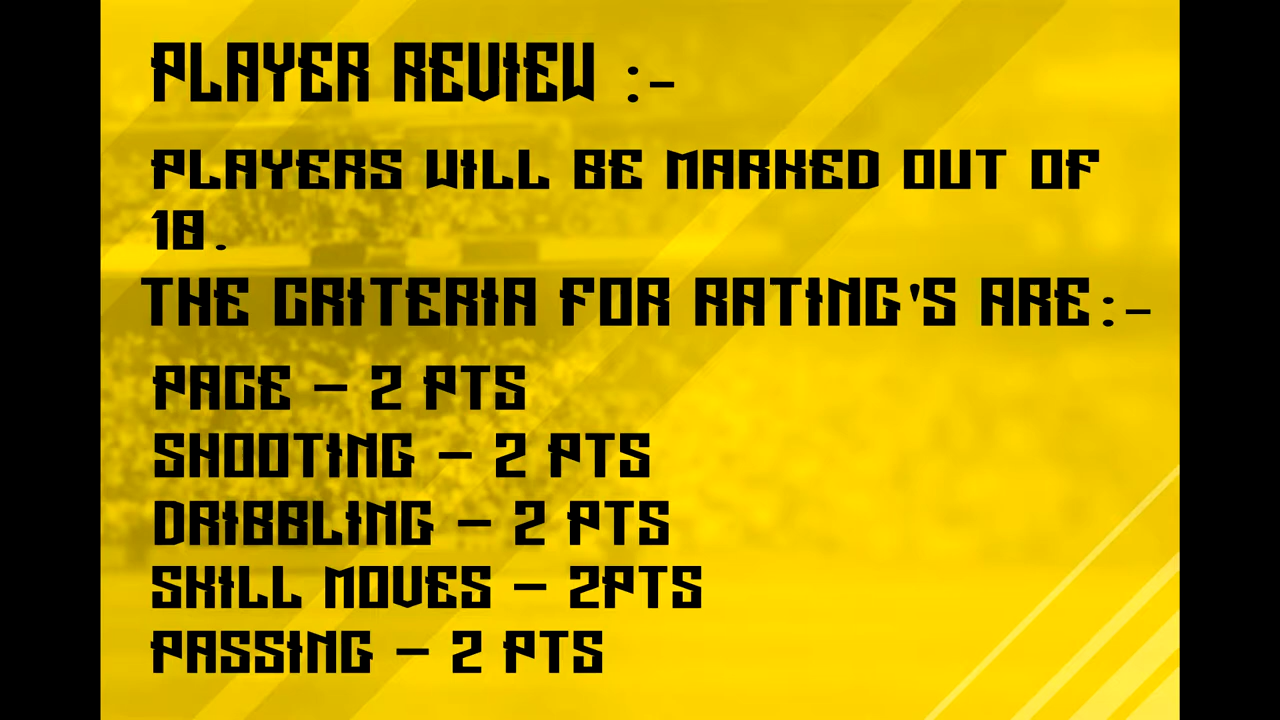 PLAYER REVIEW :-
PLAYERS WILL BE MARKED OUT OF
10.
THE CRITERIA FOR RATING'S ARE:-
PACE - 2 PTS
SHOOTING - 2 PTS
DRIBBLING - 2 PTS
SKILL MOVES - 2PTS
PASSING - 2 PTS